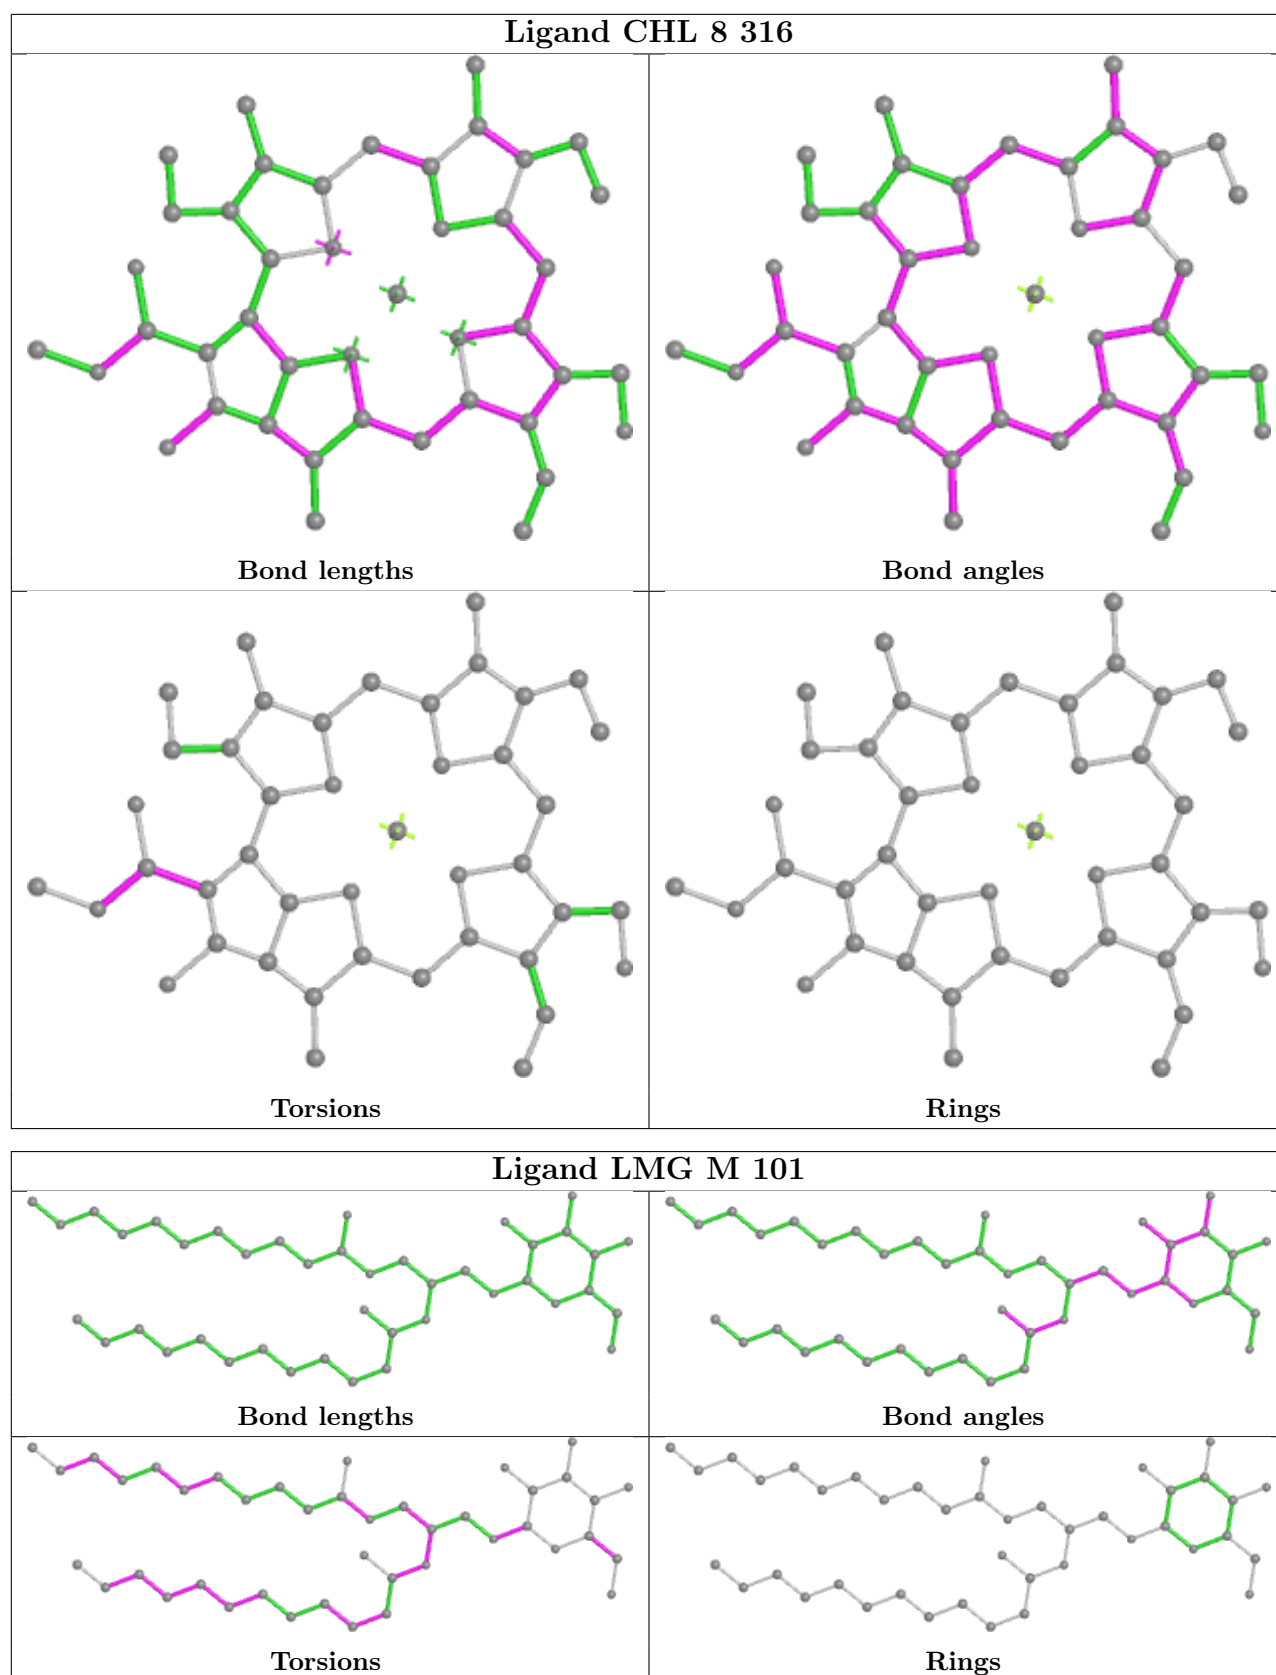 Ligand CHL 8 316
Bond lengths
Bond angles
Torsions
Rings
Ligand LMG M 101
Bond lengths
Bond angles
Torsions
Rings